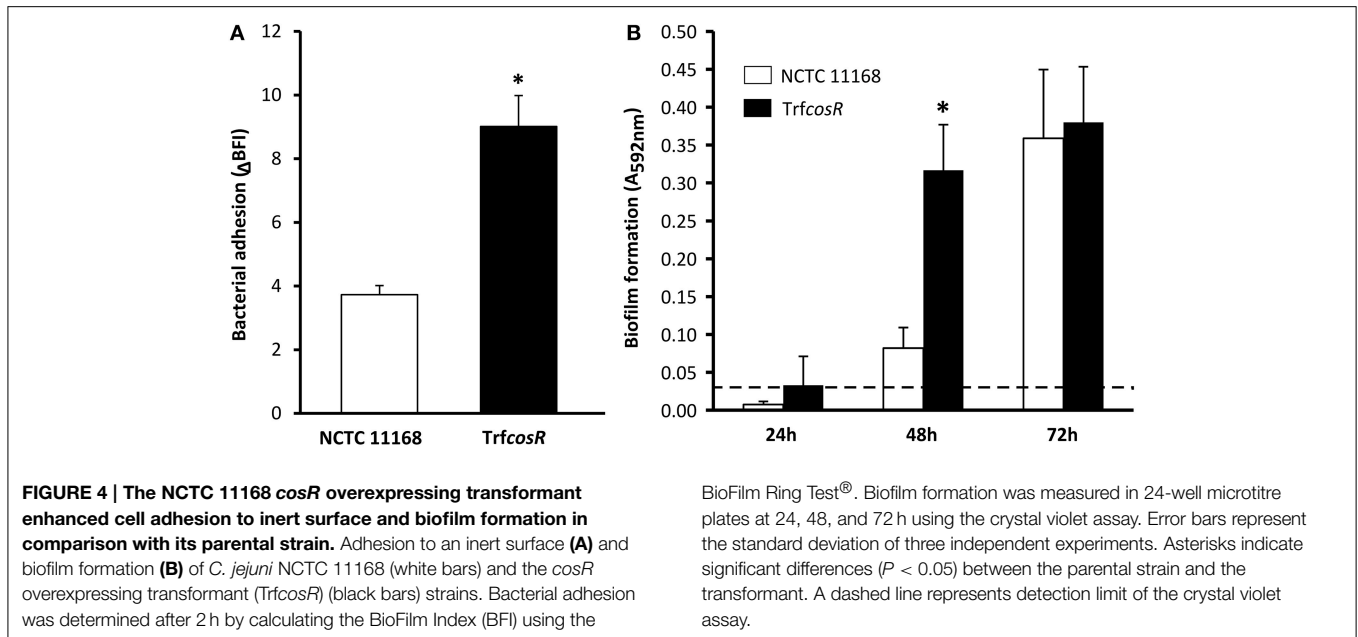 A
12
10
8
6
4
2
0
Bacterial adhesion (ΔBFI)
*
NCTC 11168
TrfcosR
B
0.50
0.45
0.40
0.35
0.30
0.25
0.20
0.15
0.10
0.05
0.00
Biofilm formation (A592nm)
NCTC 11168
TrfcosR
*
24h
48h
72h
FIGURE 4 | The NCTC 11168 cosR overexpressing transformant
enhanced cell adhesion to inert surface and biofilm formation in
comparison with its parental strain. Adhesion to an inert surface (A) and
biofilm formation (B) of C. jejuni NCTC 11168 (white bars) and the cosR
overexpressing transformant (TrfcosR) (black bars) strains. Bacterial adhesion
was determined after 2 h by calculating the BioFilm Index (BFI) using the
BioFilm Ring Test®. Biofilm formation was measured in 24-well microtitre
plates at 24, 48, and 72 h using the crystal violet assay. Error bars represent
the standard deviation of three independent experiments. Asterisks indicate
significant differences (P < 0.05) between the parental strain and the
transformant. A dashed line represents detection limit of the crystal violet
assay.